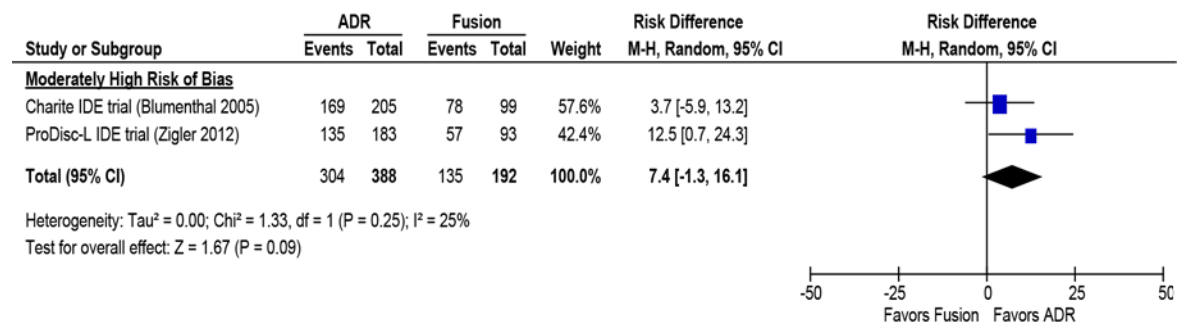 ADR Fusion Risk Difference Risk Difference
Study or Subgroup Events Total Events Total Weight M-H, Random, 95% CI M-H, Random, 95% CI
Moderately High Risk of Bias
Charite IDE trial (Blumenthal 2005) 169 205 78 99 57.6% 3.7 [-5.9, 13.2]
ProDisc-L IDE trial (Zigler 2012) 135 183 57 93 42.4% 12.5 [0.7, 24.3]
Total (95% CI) 304 388 135 192 100.0% 7.4 [-1.3, 16.1]
Heterogeneity: Tau² = 0.00; Chi² = 1.33, df = 1 (P = 0.25); I² = 25%
Test for overall effect: Z = 1.67 (P = 0.09)
-50 -25 0 25 50
Favors Fusion Favors ADR